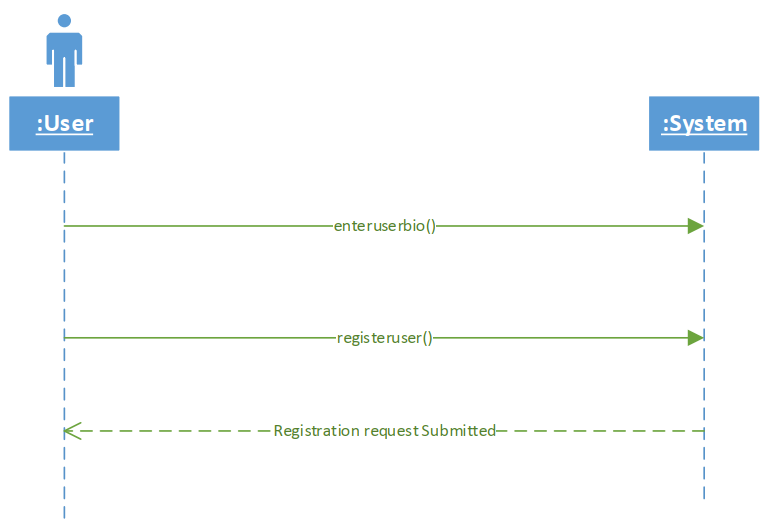 :User
:System
enteruserbio()
registeruser()
Registration request Submitted